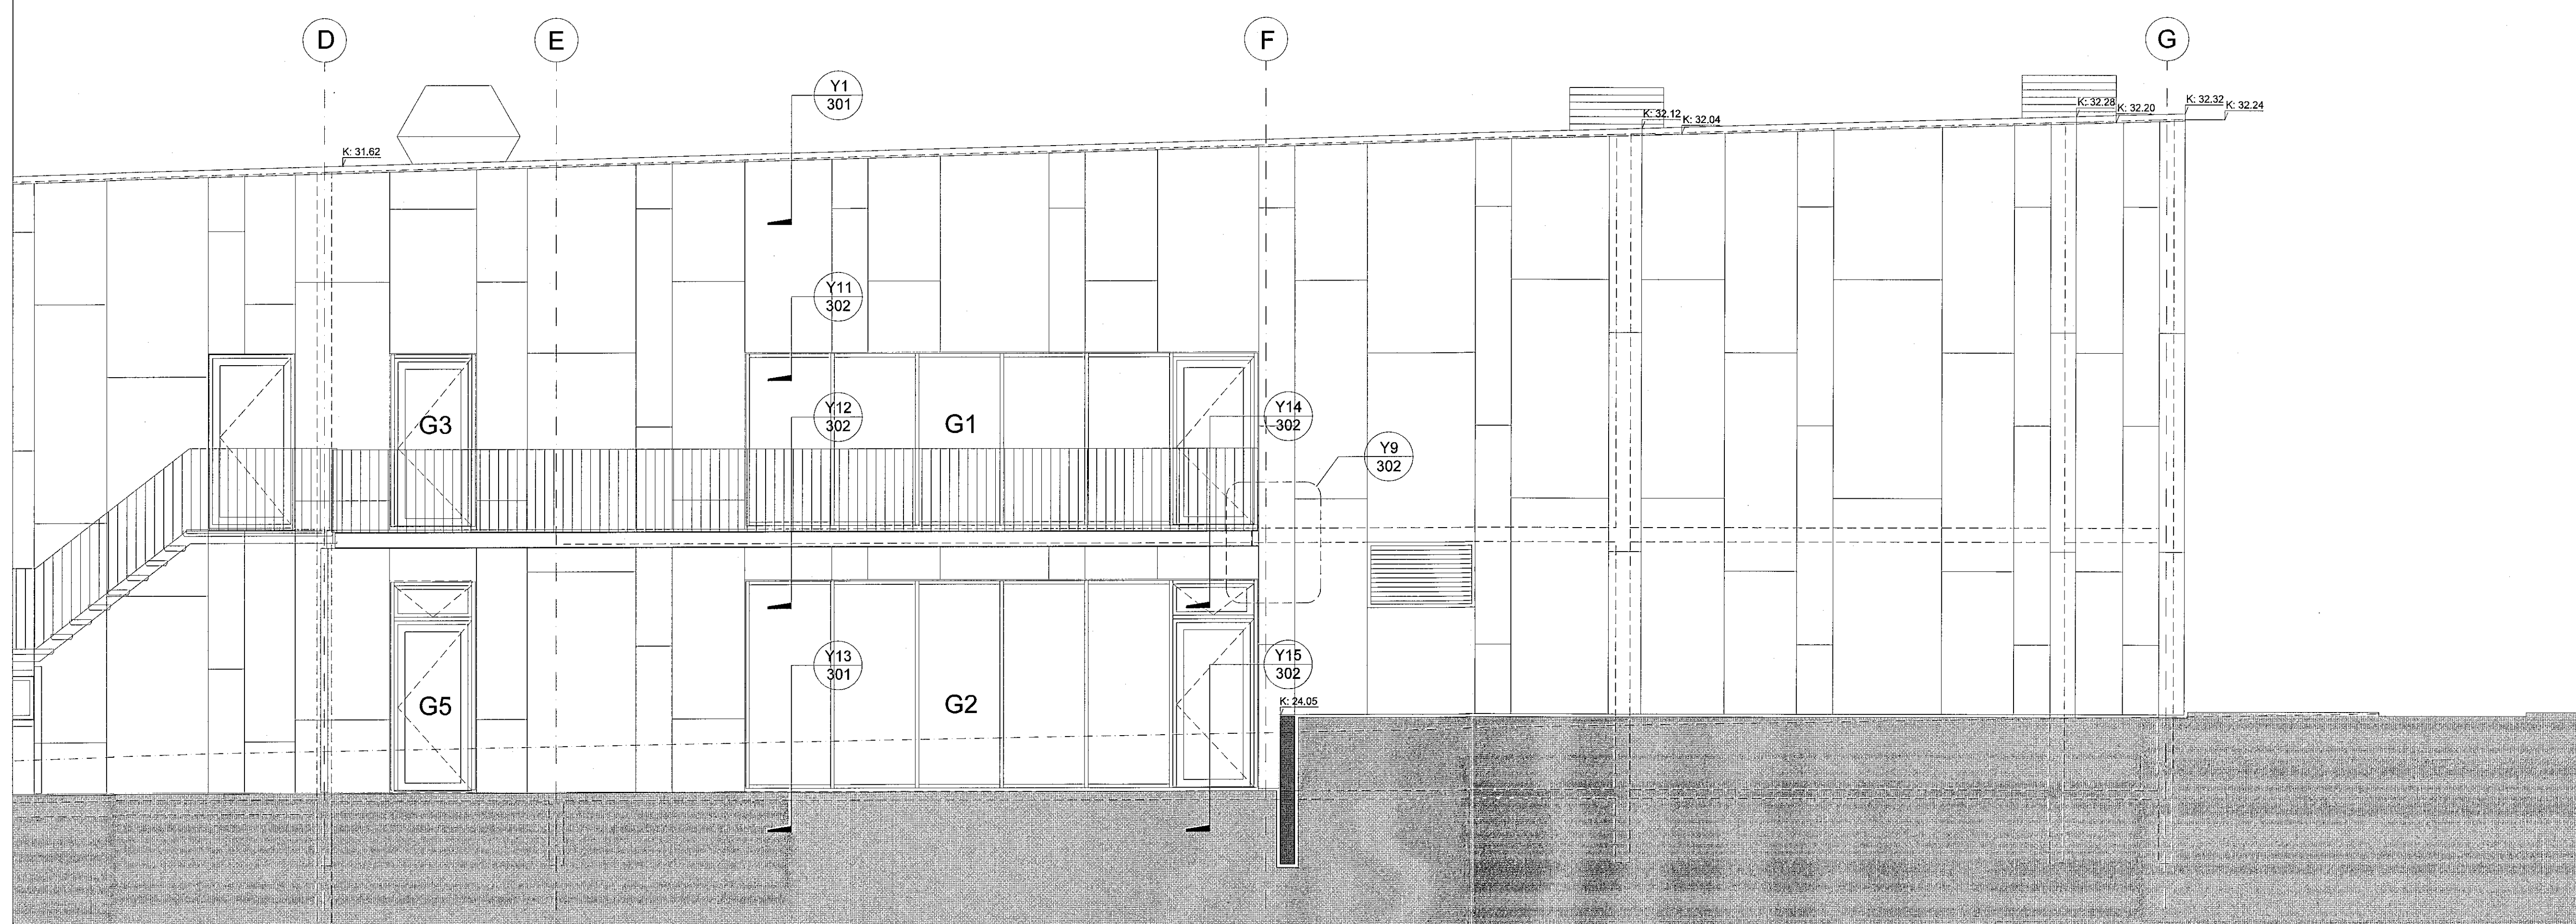 D
E
F
G
Y1
301
K: 31.62
K: 32.12
K: 32.04
K: 32.28
K: 32.20
K: 32.32
K: 32.24
Y11
302
Y12
302
Y14
302
Y9
302
G3
G1
Y13
301
Y15
302
G5
G2
K: 24.05